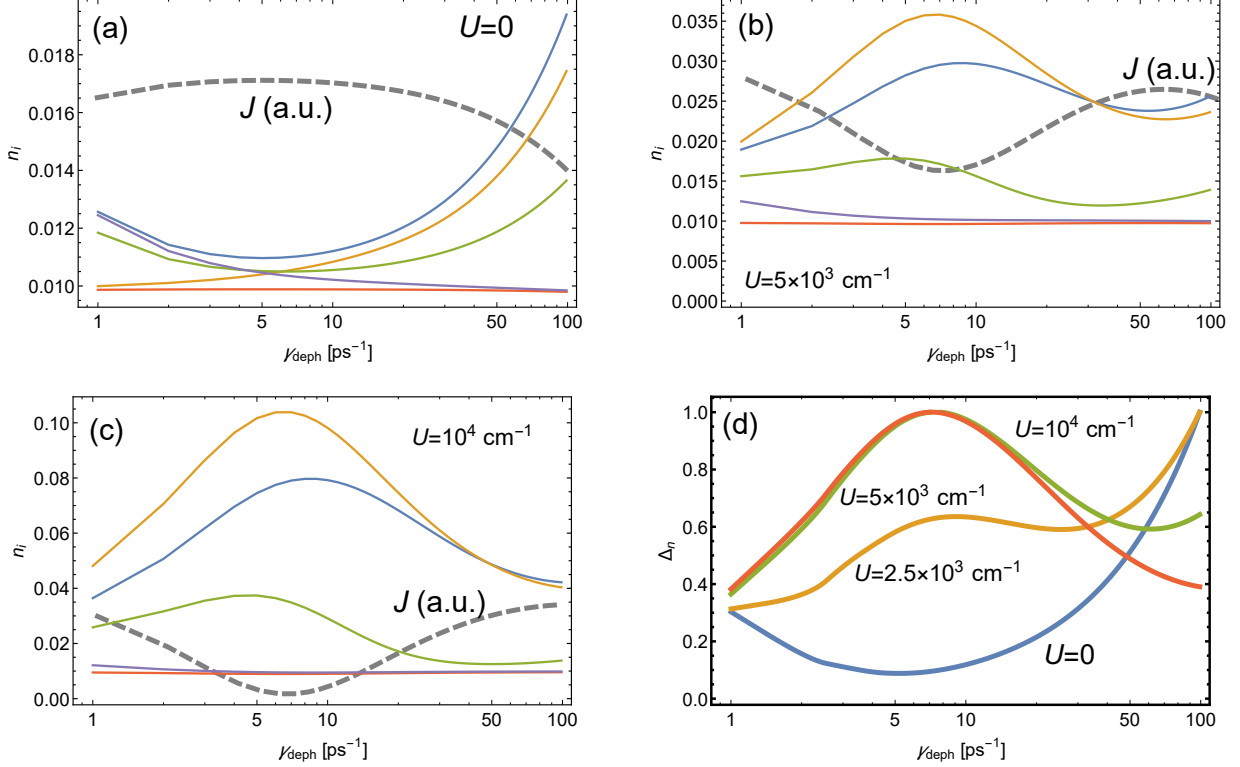 (a)
U=0
J (a.u.)
n_i
0.018
0.016
0.014
0.012
0.010
1
5
10
50
100
γ_deph [ps⁻¹]
(b)
J (a.u.)
U=5×10³ cm⁻¹
n_i
0.035
0.030
0.025
0.020
0.015
0.010
0.005
0.000
1
5
10
50
100
γ_deph [ps⁻¹]
(c)
U=10⁴ cm⁻¹
J (a.u.)
n_i
0.10
0.08
0.06
0.04
0.02
0.00
1
5
10
50
100
γ_deph [ps⁻¹]
(d)
U=10⁴ cm⁻¹
U=5×10³ cm⁻¹
U=2.5×10³ cm⁻¹
U=0
Δ_n
1.0
0.8
0.6
0.4
0.2
0.0
1
5
10
50
100
γ_deph [ps⁻¹]